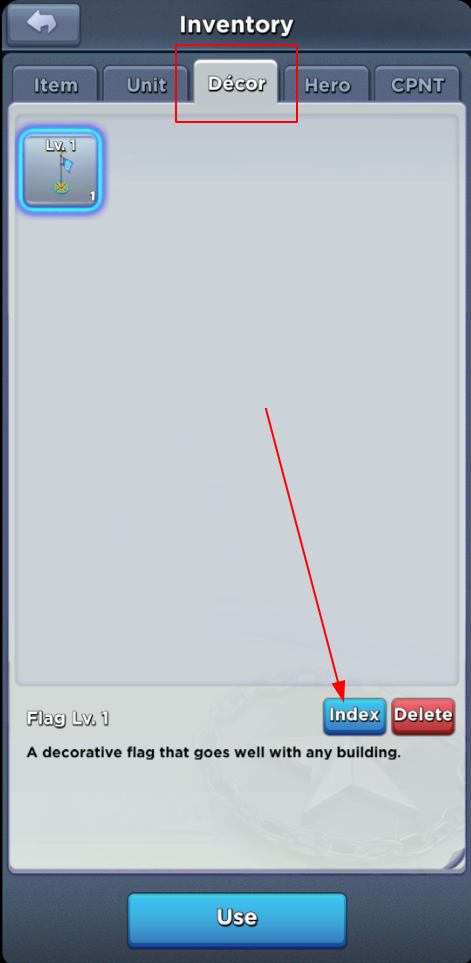 Inventory
Item Unit Décor Hero CPNT
Lv. 1
1
Flag Lv. 1 Index Delete
A decorative flag that goes well with any building.
Use